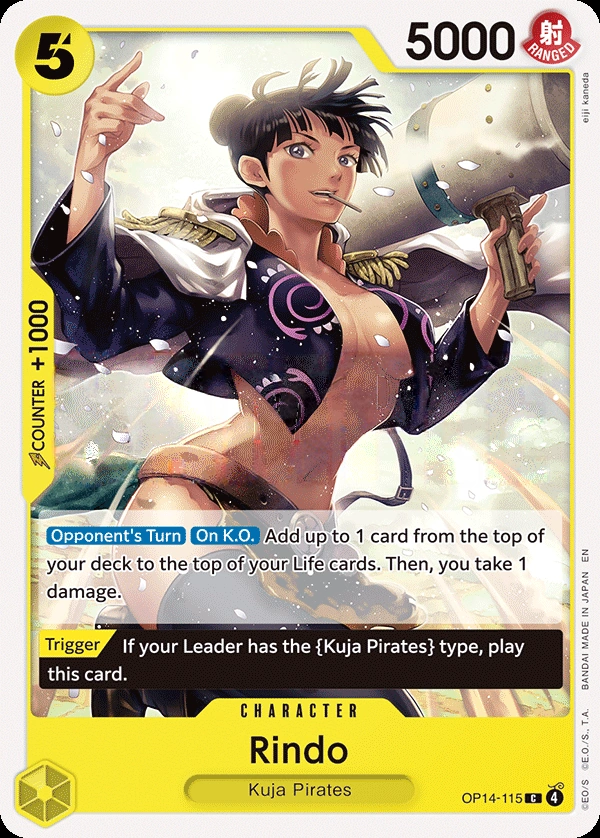 5
5000
射
RANGED
eiji kaneda
COUNTER +1000
Opponent's Turn On K.O. Add up to 1 card from the top of
your deck to the top of your Life cards. Then, you take 1
damage.
Trigger If your Leader has the {Kuja Pirates} type, play
this card.
CHARACTER
Rindo
Kuja Pirates
OP14-115 C 4
©EO/S ©E.O./S., T.A. BANDAI MADE IN JAPAN EN